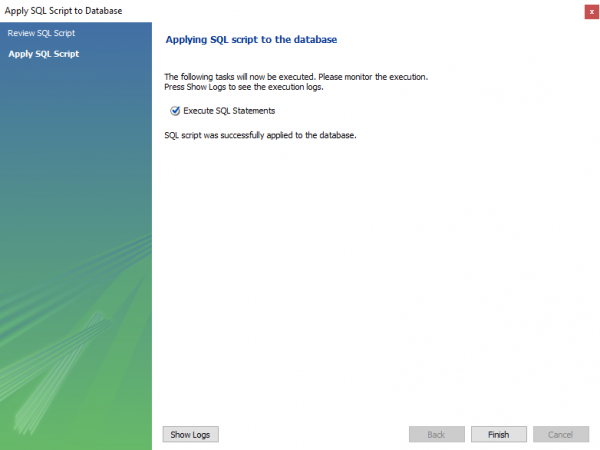 Apply SQL Script to Database
x
Review SQL Script
Apply SQL Script
Applying SQL script to the database
The following tasks will now be executed. Please monitor the execution.
Press Show Logs to see the execution logs.
Execute SQL Statements
SQL script was successfully applied to the database.
Show Logs
Back
Finish
Cancel